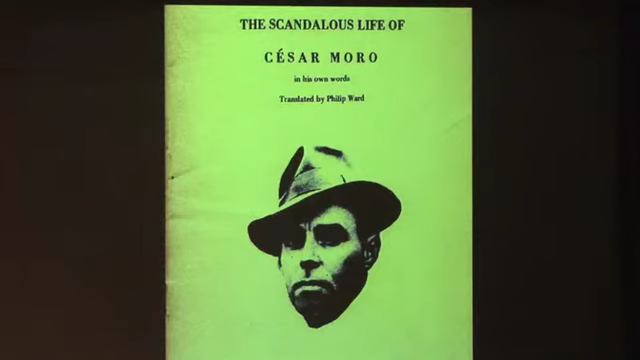 THE SCANDALOUS LIFE OF
CÉSAR MORO
in his own words
Translated by Philip Ward